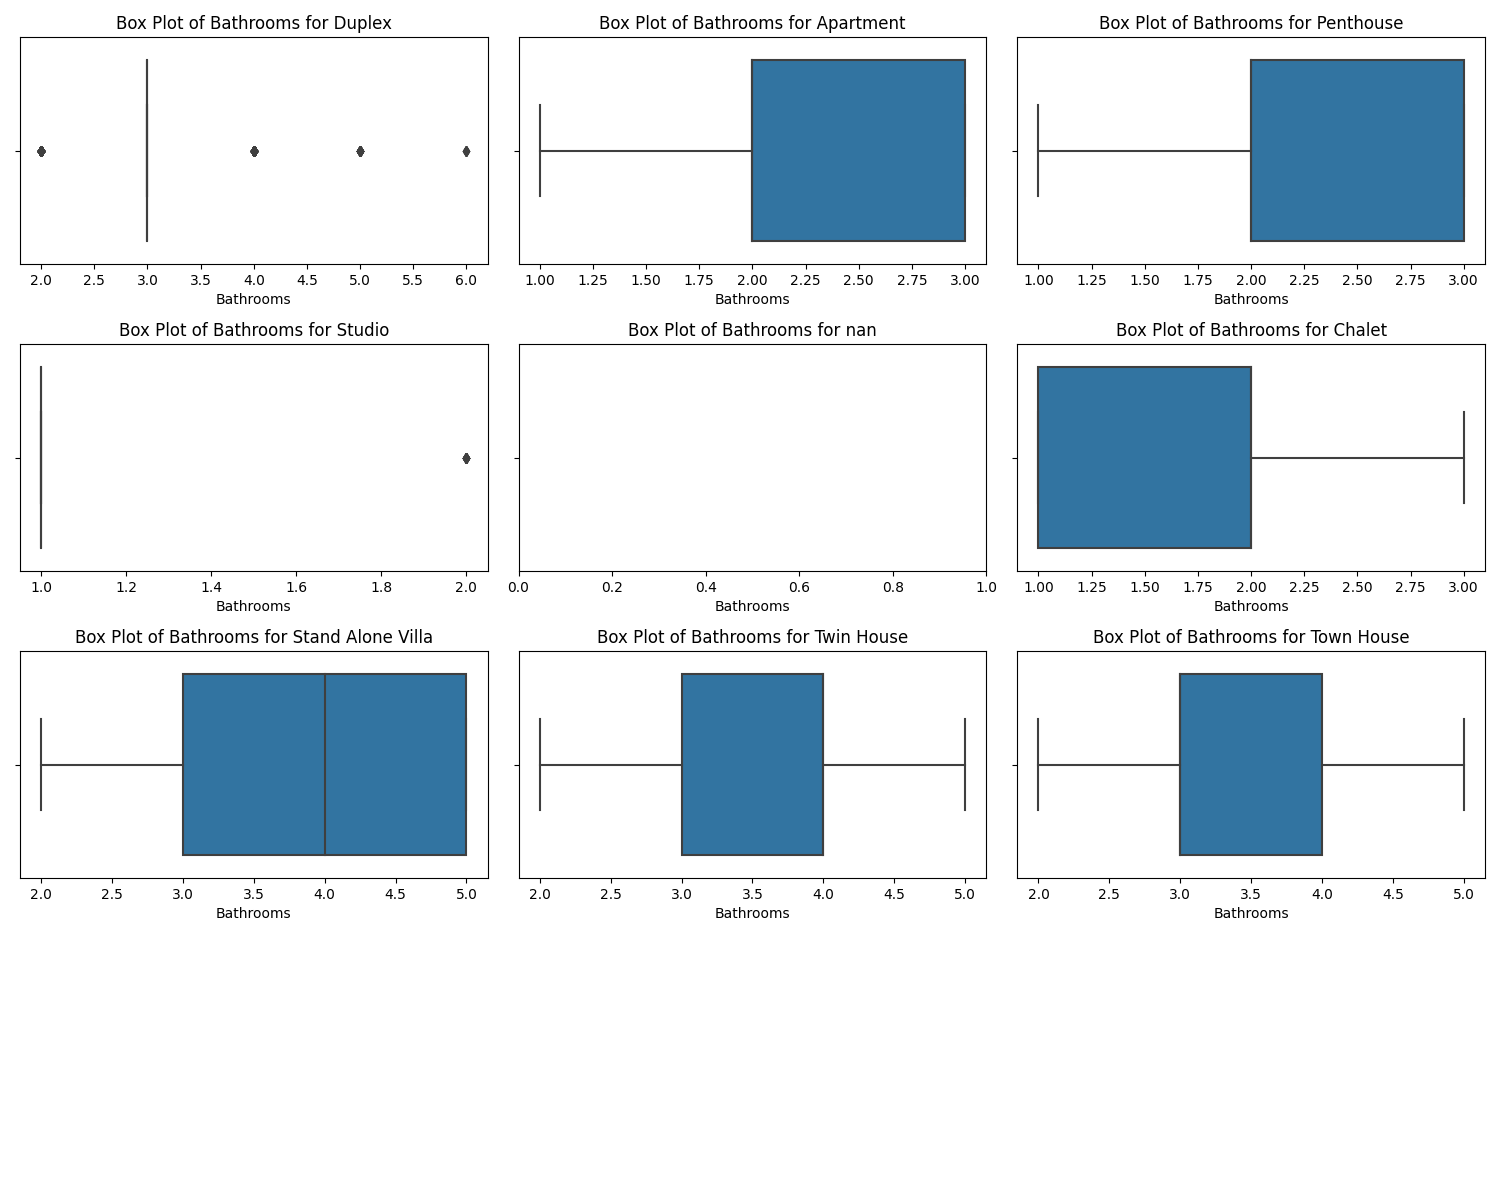 Box Plot of Bathrooms for Duplex
2.0 2.5 3.0 3.5 4.0 4.5 5.0 5.5 6.0
Bathrooms
Box Plot of Bathrooms for Apartment
1.00 1.25 1.50 1.75 2.00 2.25 2.50 2.75 3.00
Bathrooms
Box Plot of Bathrooms for Penthouse
1.00 1.25 1.50 1.75 2.00 2.25 2.50 2.75 3.00
Bathrooms
Box Plot of Bathrooms for Studio
1.0 1.2 1.4 1.6 1.8 2.0
Bathrooms
Box Plot of Bathrooms for nan
0.0 0.2 0.4 0.6 0.8 1.0
Bathrooms
Box Plot of Bathrooms for Chalet
1.00 1.25 1.50 1.75 2.00 2.25 2.50 2.75 3.00
Bathrooms
Box Plot of Bathrooms for Stand Alone Villa
2.0 2.5 3.0 3.5 4.0 4.5 5.0
Bathrooms
Box Plot of Bathrooms for Twin House
2.0 2.5 3.0 3.5 4.0 4.5 5.0
Bathrooms
Box Plot of Bathrooms for Town House
2.0 2.5 3.0 3.5 4.0 4.5 5.0
Bathrooms